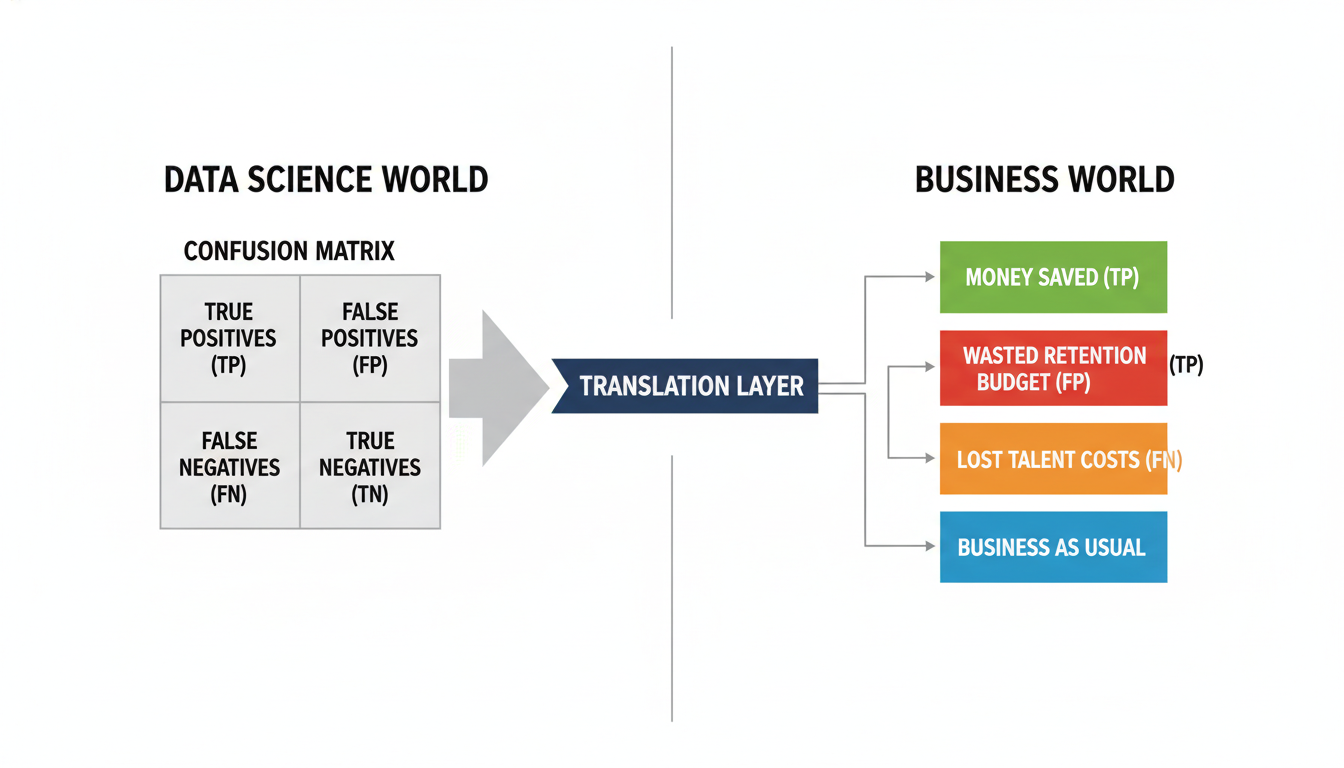 DATA SCIENCE WORLD
CONFUSION MATRIX
TRUE
POSITIVES
(TP)
FALSE
POSITIVES
(FP)
FALSE
NEGATIVES
(FN)
TRUE
NEGATIVES
(TN)
TRANSLATION LAYER
BUSINESS WORLD
MONEY SAVED (TP)
WASTED RETENTION
BUDGET (FP)
(TP)
LOST TALENT COSTS (FN)
BUSINESS AS USUAL